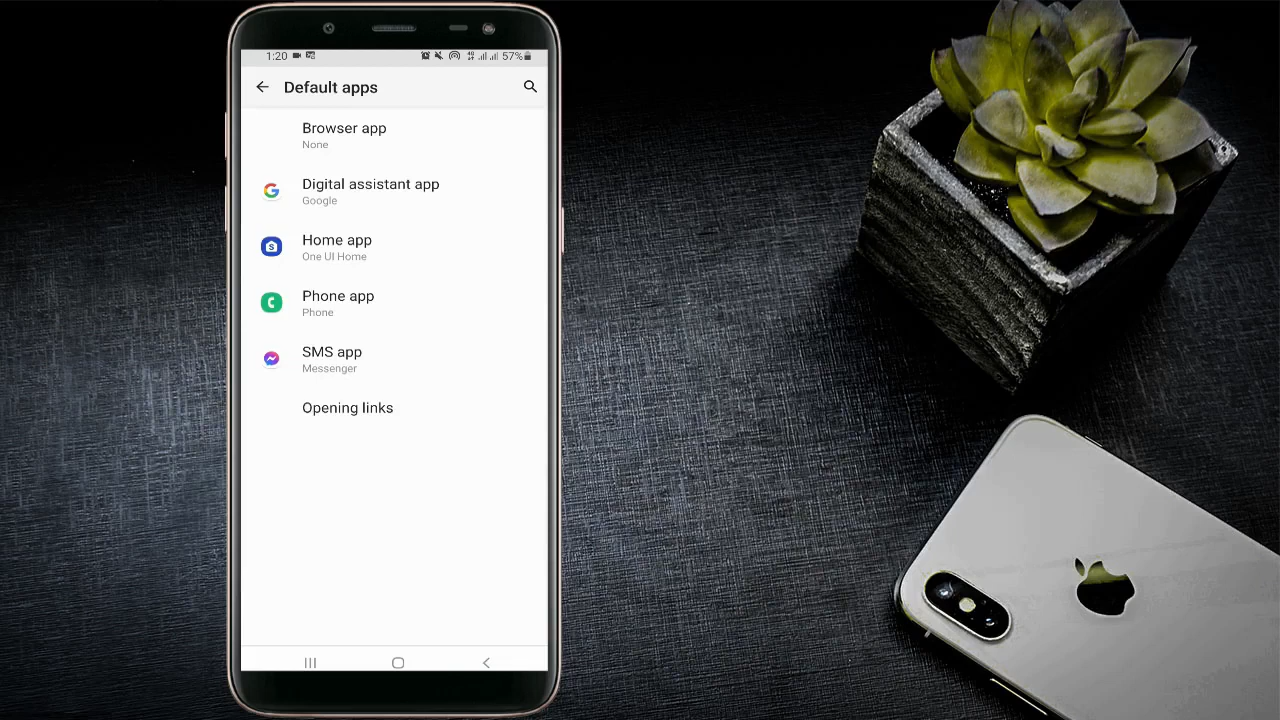 1:20
57%
Default apps
Browser app
None
Digital assistant app
Google
Home app
One UI Home
Phone app
Phone
SMS app
Messenger
Opening links